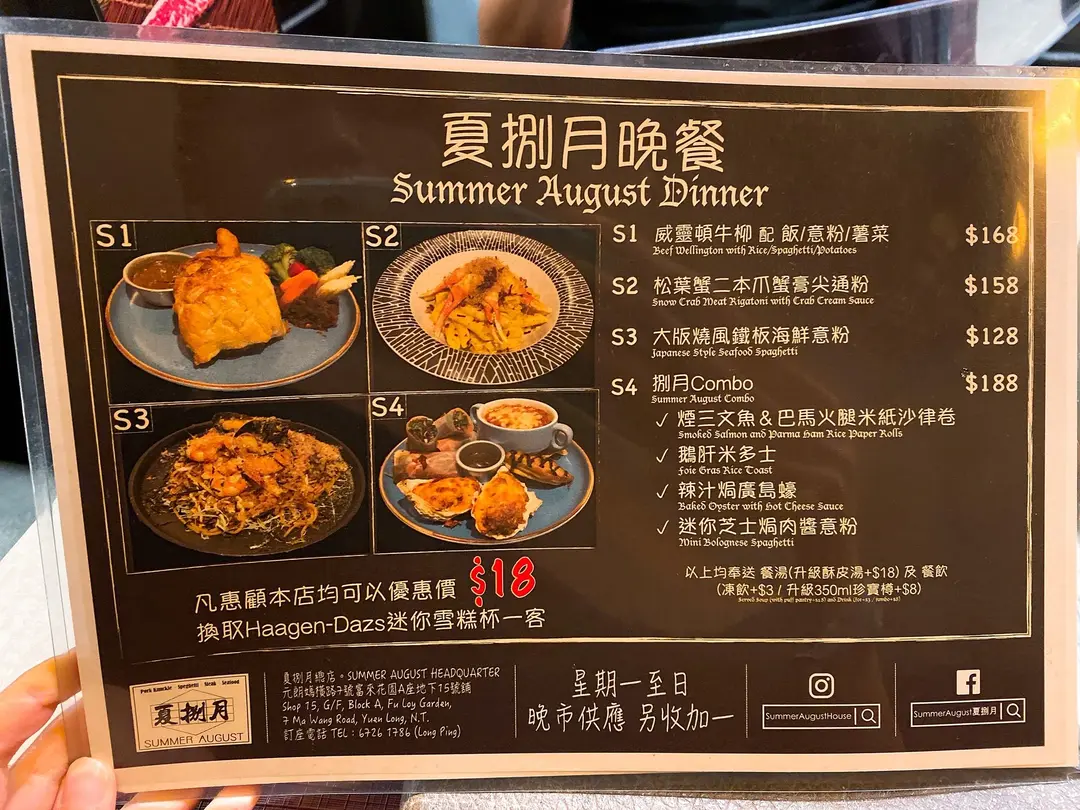 夏捌月晚餐
Summer August Dinner
S1
S2
S3
S4
S1 威靈頓牛柳 配 飯/意粉/薯菜 $168
Beef Wellington with Rice/Spaghetti/Potatoes
S2 松葉蟹二本爪蟹膏尖通粉 $158
Snow Crab Meat Rigatoni with Crab Cream Sauce
S3 大版燒風鐵板海鮮意粉 $128
Japanese Style Seafood Spaghetti
S4 捌月Combo $188
Summer August Combo
✓ 煙三文魚＆巴馬火腿米紙沙律卷
Smoked Salmon and Parma Ham Rice Paper Rolls
✓ 鵝肝米多士
Foie Gras Rice Toast
✓ 辣汁焗廣島蠔
Baked Oyster with Hot Cheese Sauce
✓ 迷你芝士焗肉醬意粉
Mini Bolognese Spaghetti
以上均奉送 餐湯(升級酥皮湯+$18) 及 餐飲
(凍飲+$3 / 升級350ml珍寶樽+$8)
凡惠顧本店均可以優惠價 $18
換取Haagen-Dazs迷你雪糕杯一客
Pork Knuckle Spaghetti Steak Seafood
夏捌月
SUMMER AUGUST
夏捌月總店。SUMMER AUGUST HEADQUARTER
元朗媽橫路7號富來花園A座地下15號舖
Shop 15, G/F, Block A, Fu Loy Garden,
7 Ma Wang Road, Yuen Long, N.T.
訂座電話 TEL : 6726 1786 (Long Ping)
星期一至日
晚市供應 另收加一
SummerAugustHouse
SummerAugust夏捌月